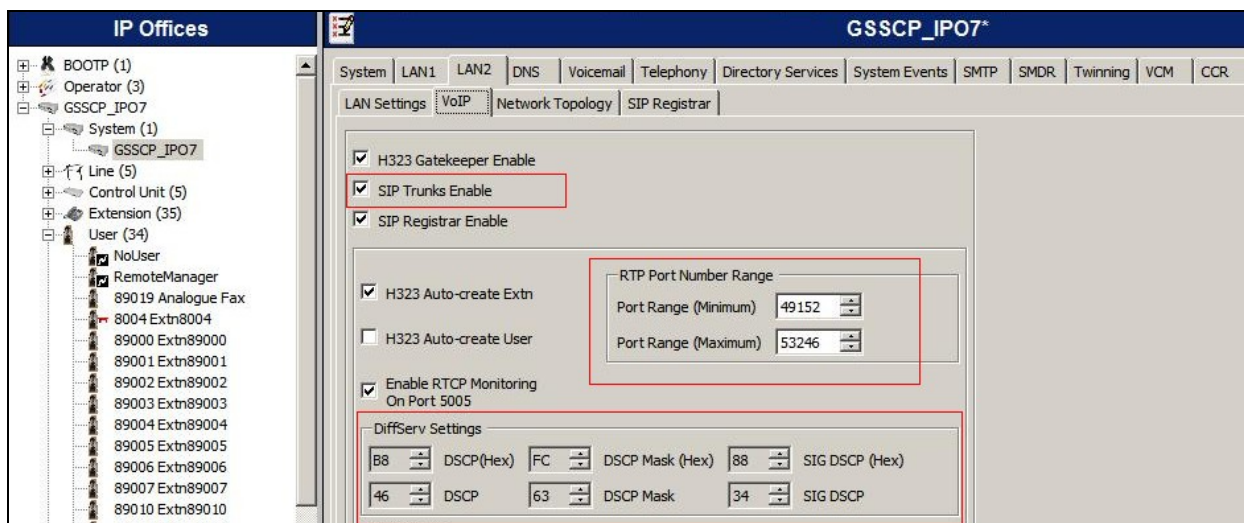 IP Offices
BOOTP (1)
Operator (3)
GSSCP_IPO7
System (1)
GSSCP_IPO7
Line (5)
Control Unit (5)
Extension (35)
User (34)
NoUser
RemoteManager
89019 Analogue Fax
8004 Extn8004
89000 Extn89000
89001 Extn89001
89002 Extn89002
89003 Extn89003
89004 Extn89004
89005 Extn89005
89006 Extn89006
89007 Extn89007
89010 Extn89010
GSSCP_IPO7*
System LAN1 LAN2 DNS Voicemail Telephony Directory Services System Events SMTP SMDR Twinning VCM CCR
LAN Settings VoIP Network Topology SIP Registrar
H323 Gatekeeper Enable
SIP Trunks Enable
SIP Registrar Enable
H323 Auto-create Extn
H323 Auto-create User
Enable RTCP Monitoring
On Port 5005
RTP Port Number Range
Port Range (Minimum) 49152
Port Range (Maximum) 53246
DiffServ Settings
B8 DSCP(Hex) FC DSCP Mask (Hex) 88 SIG DSCP (Hex)
46 DSCP 63 DSCP Mask 34 SIG DSCP